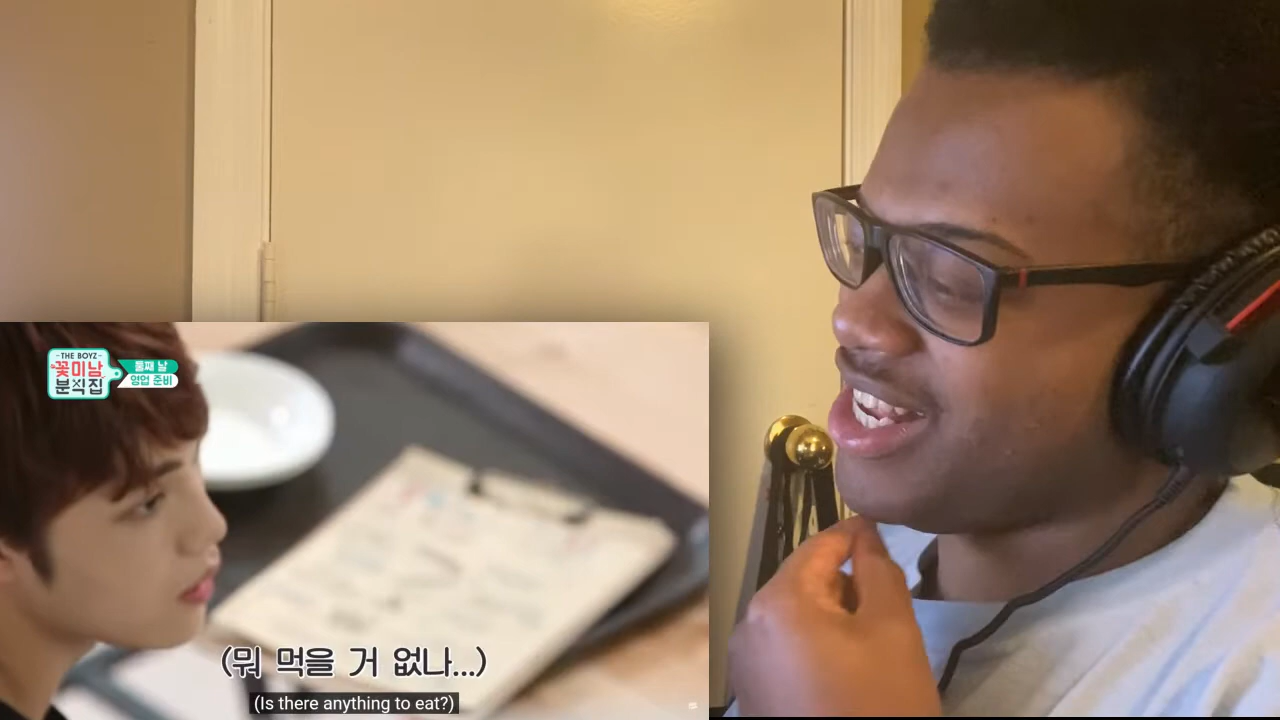 THE BOYZ
꽃미남
분식집
둘째 날
영업 준비
(뭐 먹을 거 없나...)
(Is there anything to eat?)